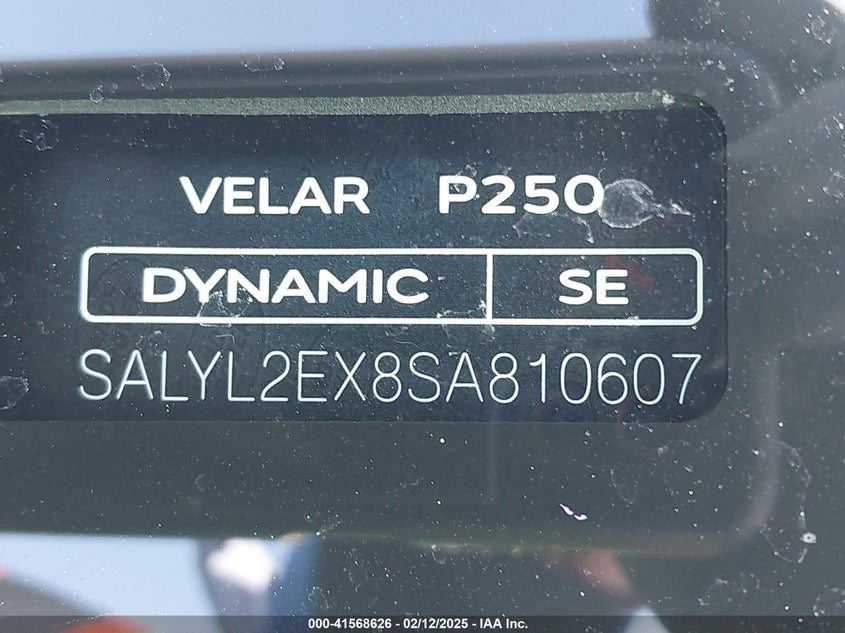 VELAR P250
DYNAMIC SE
SALYL2EX8SA810607
000-41568626 - 02/12/2025 - IAA Inc.